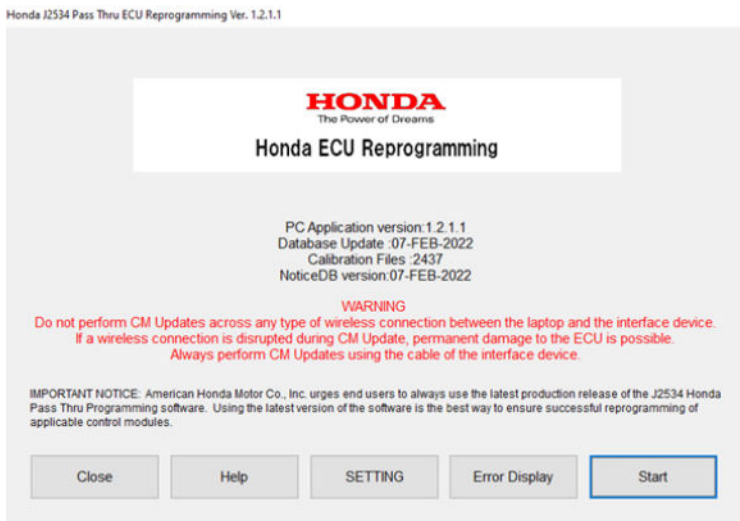 Honda J2534 Pass Thru ECU Reprogramming Ver. 1.2.1.1
HONDA
The Power of Dreams
Honda ECU Reprogramming
PC Application version:1.2.1.1
Database Update :07-FEB-2022
Calibration Files :2437
NoticeDB version:07-FEB-2022
WARNING
Do not perform CM Updates across any type of wireless connection between the laptop and the interface device.
If a wireless connection is disrupted during CM Update, permanent damage to the ECU is possible.
Always perform CM Updates using the cable of the interface device.
IMPORTANT NOTICE: American Honda Motor Co., Inc. urges end users to always use the latest production release of the J2534 Honda
Pass Thru Programming software. Using the latest version of the software is the best way to ensure successful reprogramming of
applicable control modules.
Close
Help
SETTING
Error Display
Start